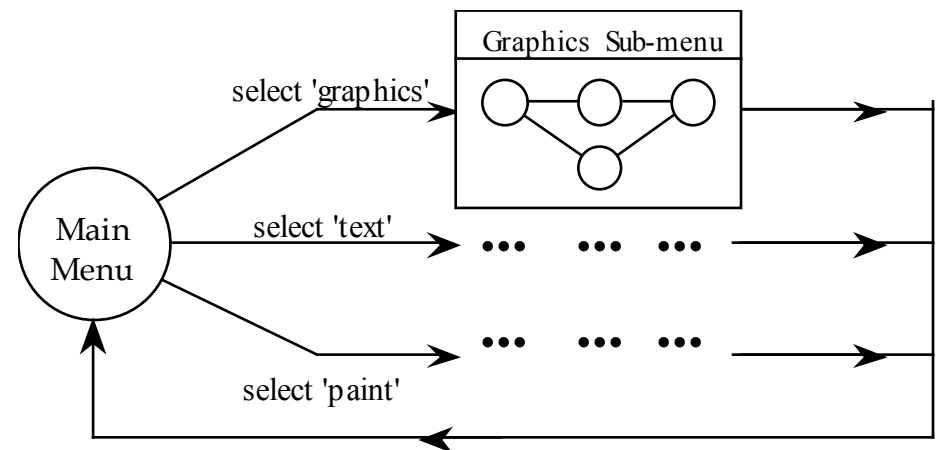 Graphics Sub-menu
select 'graphics'
Main
Menu
select 'text'
••• ••• •••
••• ••• •••
select 'paint'